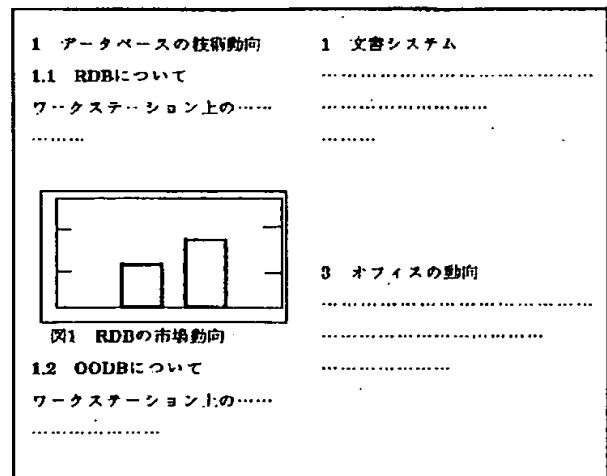 1 データベースの技術動向
1.1 RDBについて
ワークステーション上の……
………
図1 RDBの市場動向
1.2 OODBについて
ワークステーション上の……
…………………
1 文書システム
……………………………………
………………………
………
3 オフィスの動向
……………………………………
………………………………
…………………